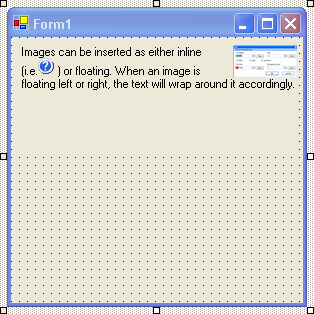 Form1
Images can be inserted as either inline
(i.e. ) or floating. When an image is
floating left or right, the text will wrap around it accordingly.